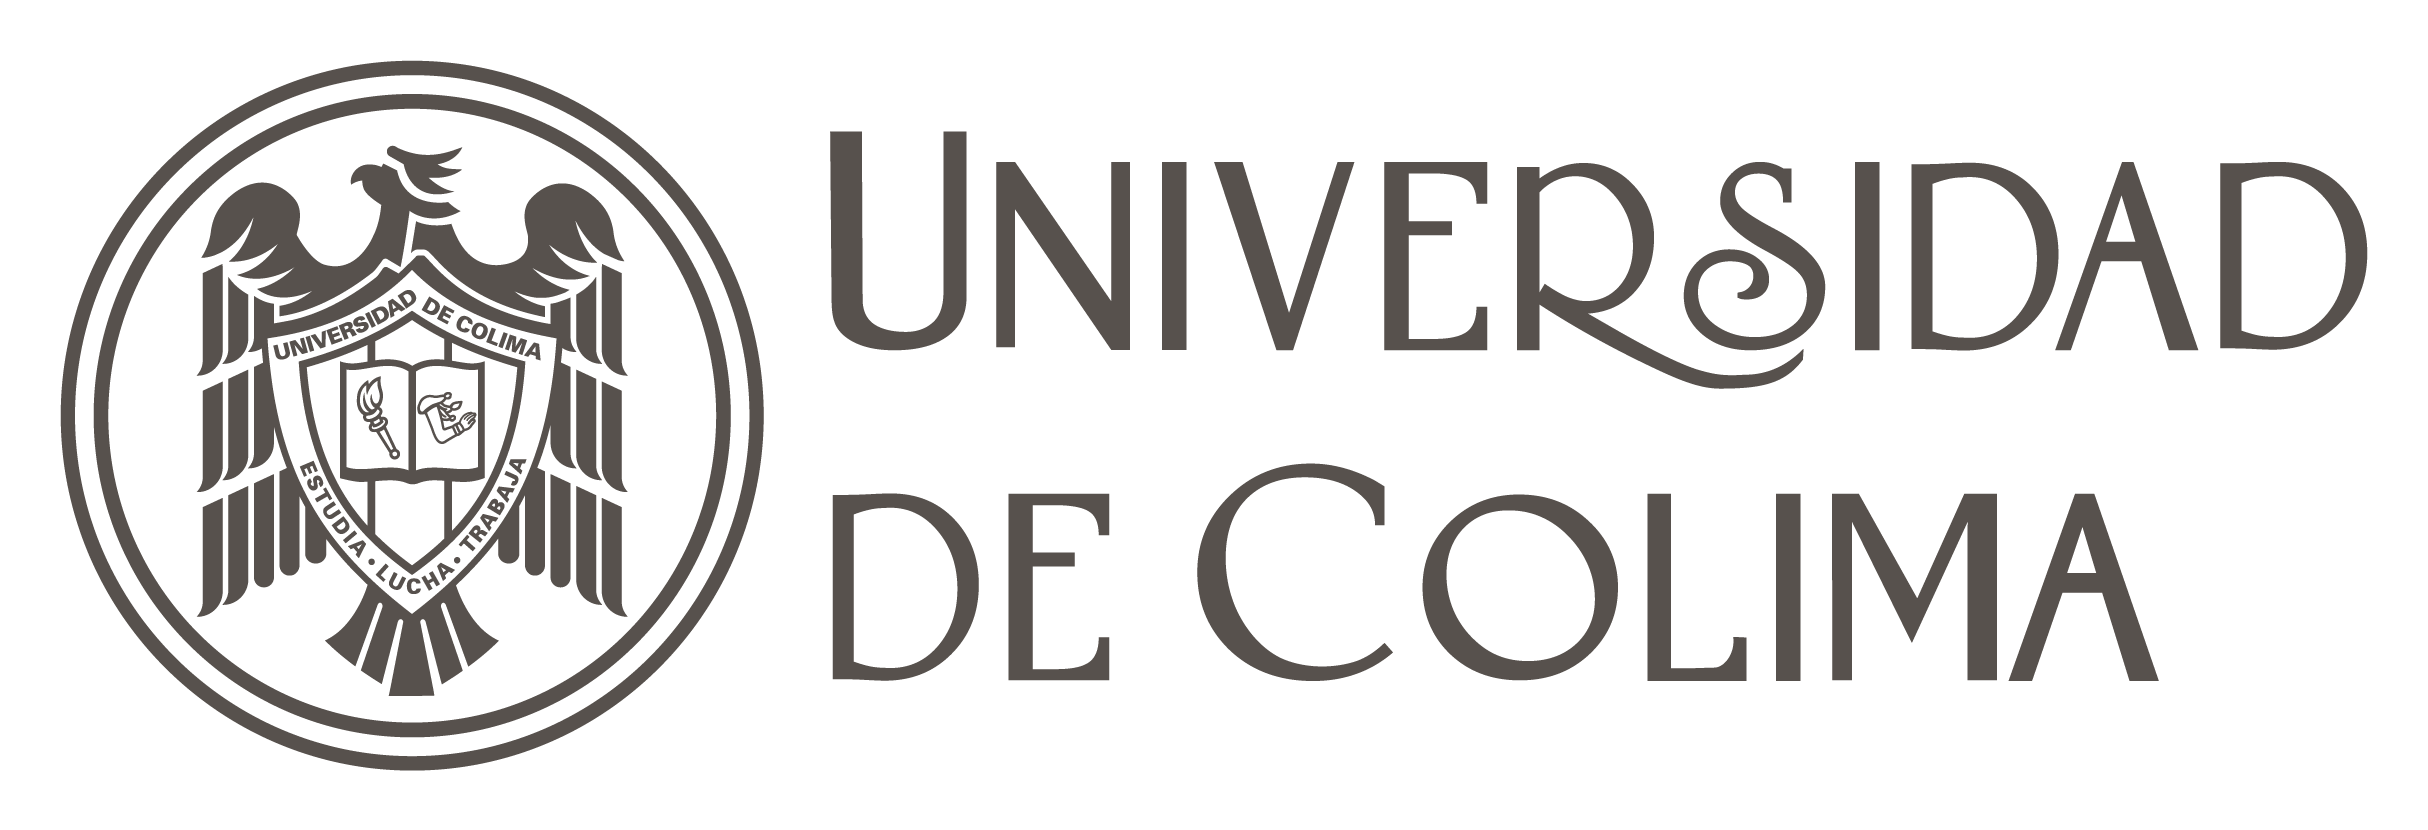 UNIVERSIDAD DE COLIMA
ESTUDIA · LUCHA · TRABAJA
UNIVERSIDAD
DE COLIMA